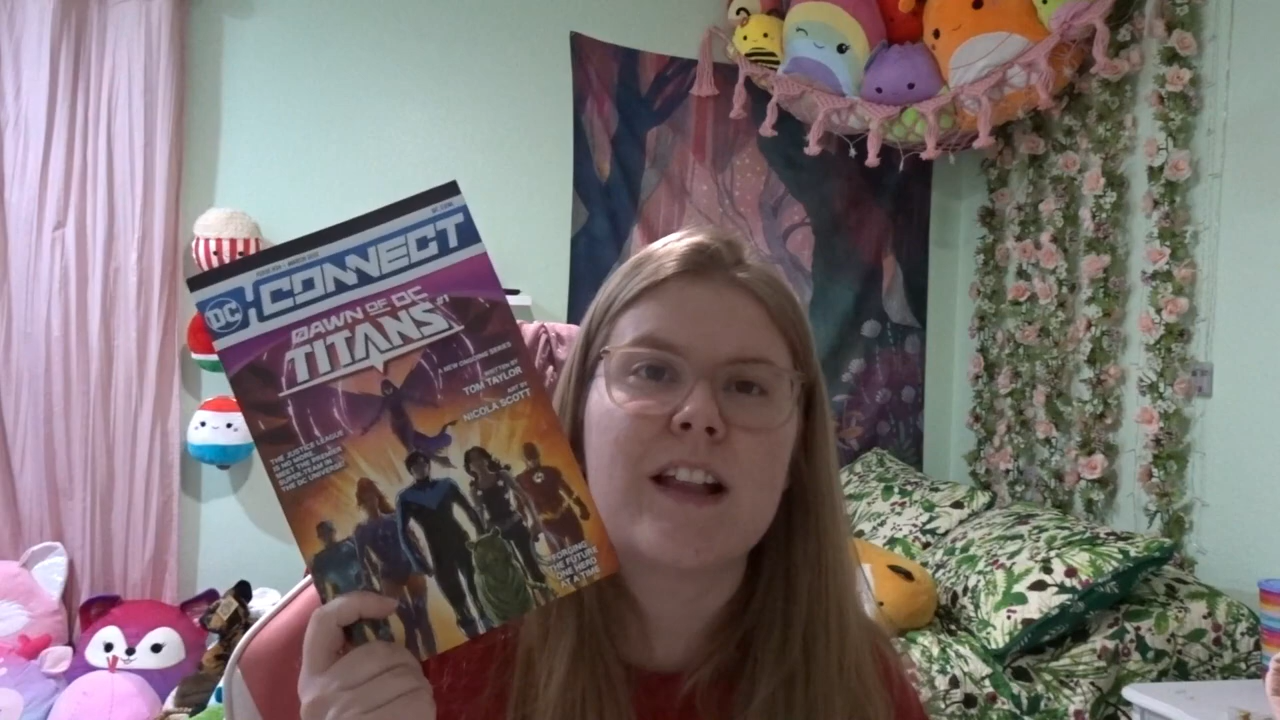 DC CONNECT
DAWN OF DC
TITANS #1
A NEW ONGOING SERIES
WRITTEN BY
TOM TAYLOR
ART BY
NICOLA SCOTT
THE JUSTICE LEAGUE
IS NO MORE.
MEET THE PREMIER
SUPER-TEAM IN
THE DC UNIVERSE!
FORGING
THE FUTURE
ONE HERO
AT A TIME